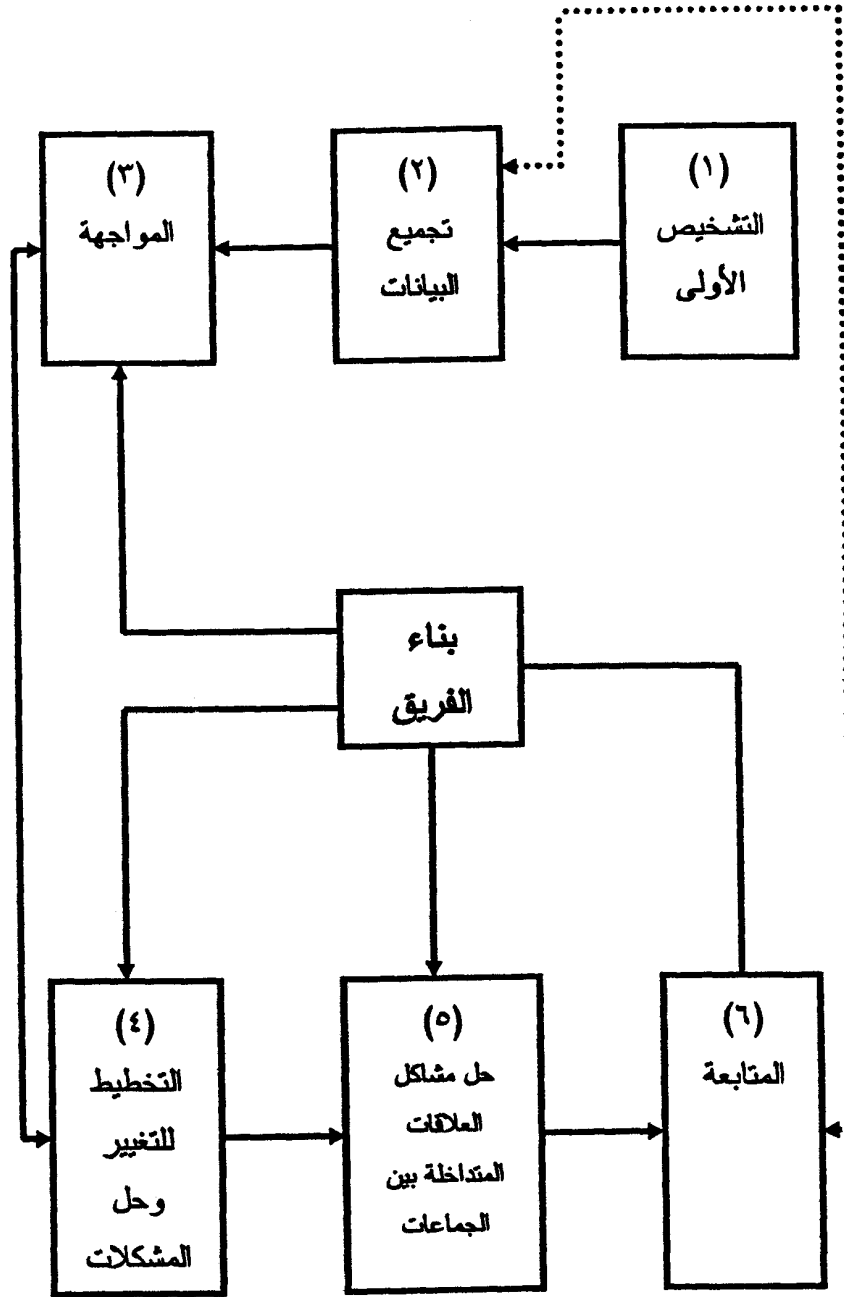 (١)
التشخيص
الأولى
(٢)
تجميع
البيانات
(٣)
المواجهة
بناء
الفريق
(٤)
التخطيط
للتغيير
وحل
المشكلات
(٥)
حل مشاكل
العلاقات
المتداخلة بين
الجماعات
(٦)
المتابعة